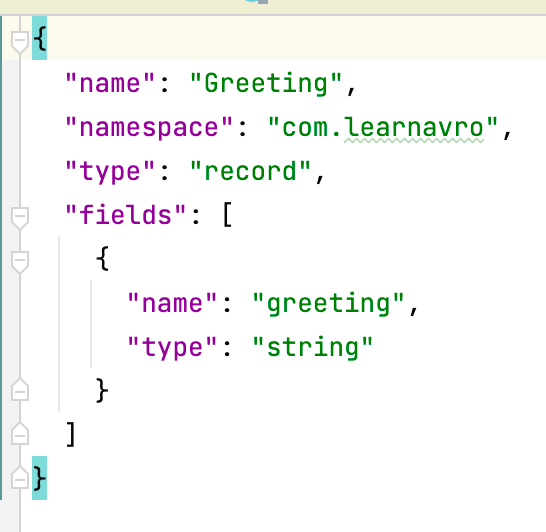 {
"name": "Greeting",
"namespace": "com.learnavro",
"type": "record",
"fields": [
{
"name": "greeting",
"type": "string"
}
]
}